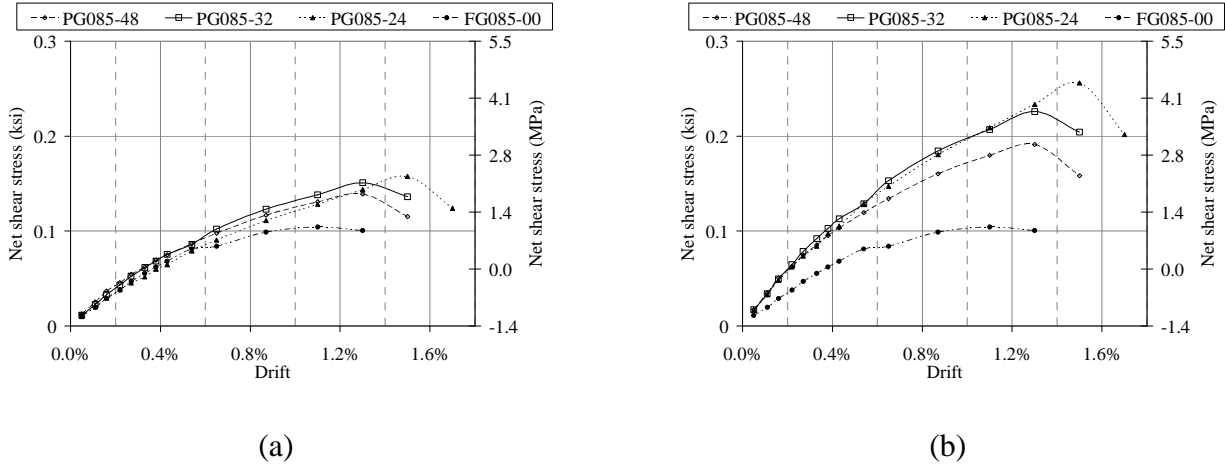 PG085-48 PG085-32 PG085-24 FG085-00
0.3
0.2
0.1
0
Net shear stress (ksi)
5.5
4.1
2.8
1.4
0.0
-1.4
Net shear stress (MPa)
0.0% 0.4% 0.8% 1.2% 1.6%
Drift
(a)
PG085-48 PG085-32 PG085-24 FG085-00
0.3
0.2
0.1
0
Net shear stress (ksi)
5.5
4.1
2.8
1.4
0.0
-1.4
Net shear stress (MPa)
0.0% 0.4% 0.8% 1.2% 1.6%
Drift
(b)